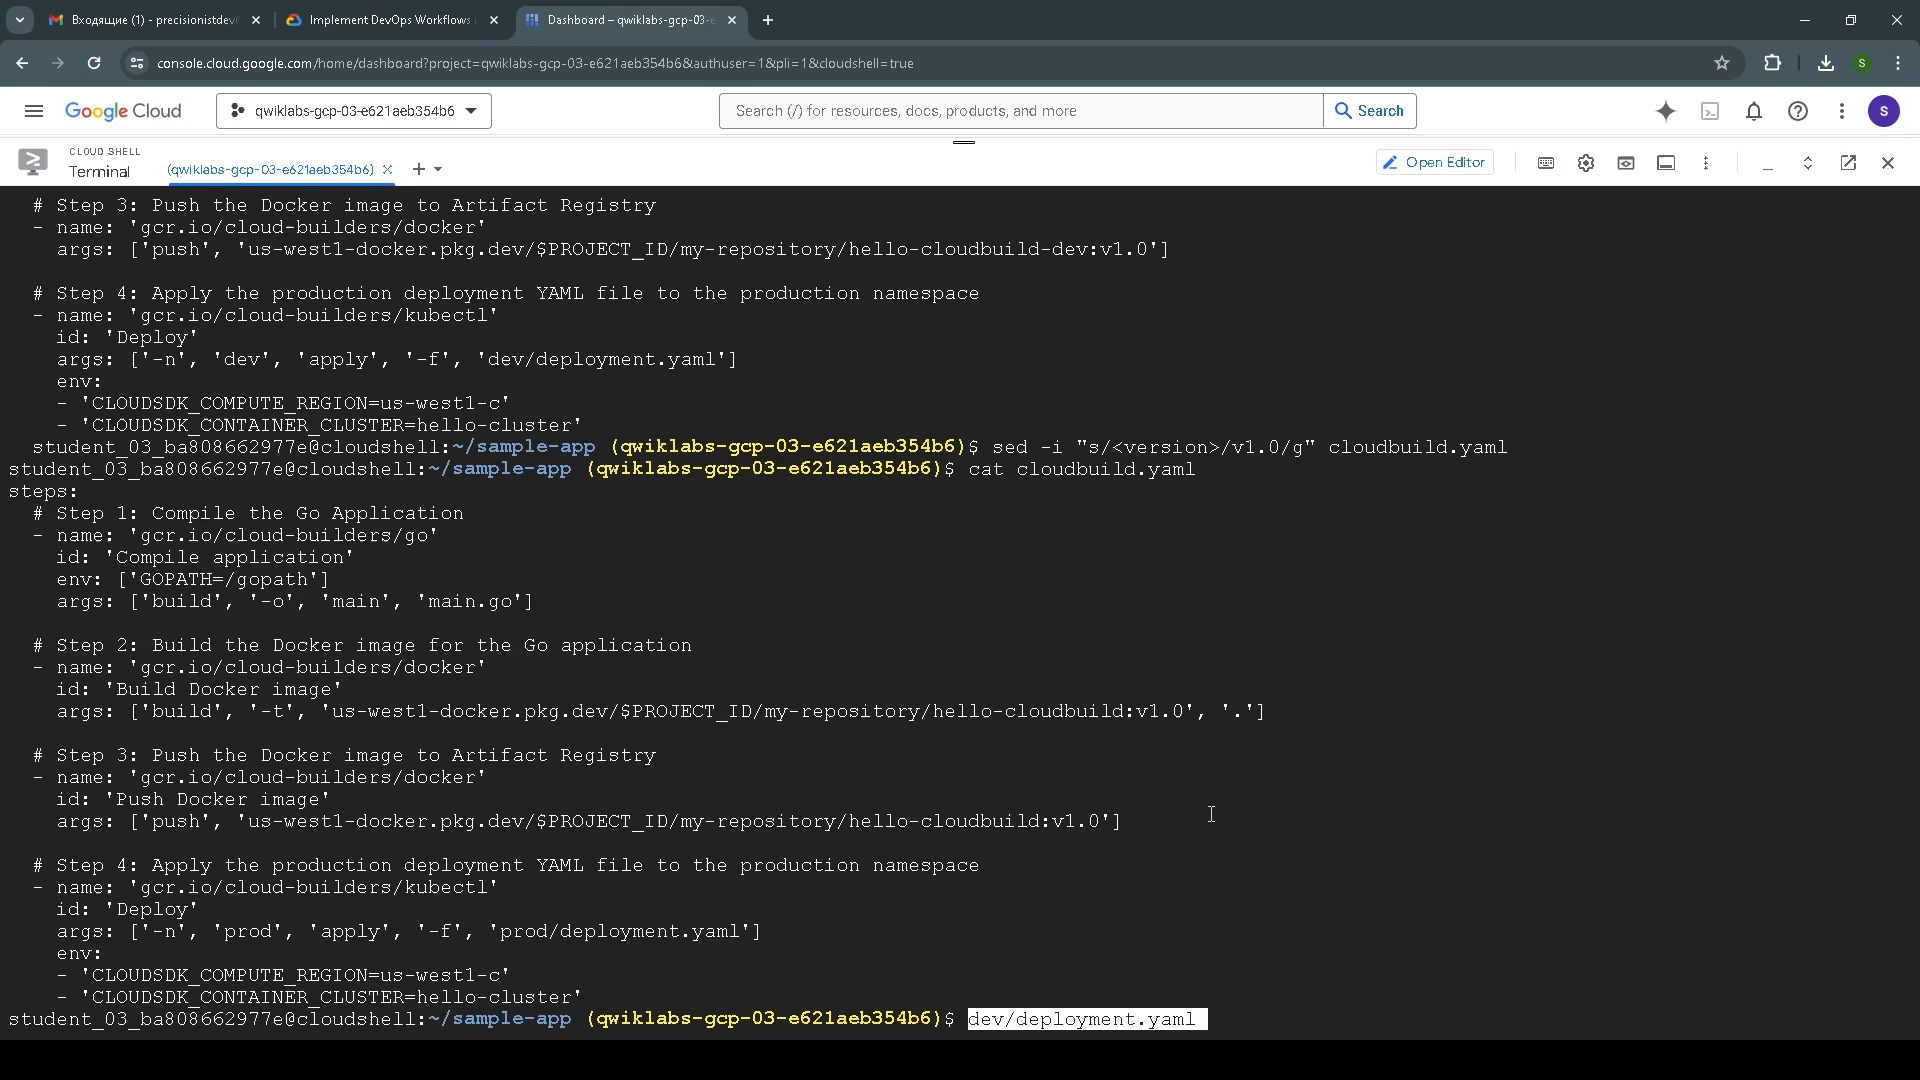 Входящие (1) - precisionistdev
Implement DevOps Workflows
Dashboard – qwiklabs-gcp-03-e
console.cloud.google.com/home/dashboard?project=qwiklabs-gcp-03-e621aeb354b6&authuser=1&pli=1&cloudshell=true
S
Google Cloud
qwiklabs-gcp-03-e621aeb354b6
Search (/) for resources, docs, products, and more
Search
S
CLOUD SHELL
Terminal
(qwiklabs-gcp-03-e621aeb354b6)
Open Editor
# Step 3: Push the Docker image to Artifact Registry
- name: 'gcr.io/cloud-builders/docker'
args: ['push', 'us-west1-docker.pkg.dev/$PROJECT_ID/my-repository/hello-cloudbuild-dev:v1.0']
# Step 4: Apply the production deployment YAML file to the production namespace
- name: 'gcr.io/cloud-builders/kubectl'
id: 'Deploy'
args: ['-n', 'dev', 'apply', '-f', 'dev/deployment.yaml']
env:
- 'CLOUDSDK_COMPUTE_REGION=us-west1-c'
- 'CLOUDSDK_CONTAINER_CLUSTER=hello-cluster'
student_03_ba808662977e@cloudshell:~/sample-app (qwiklabs-gcp-03-e621aeb354b6)$ sed -i "s/<version>/v1.0/g" cloudbuild.yaml
student_03_ba808662977e@cloudshell:~/sample-app (qwiklabs-gcp-03-e621aeb354b6)$ cat cloudbuild.yaml
steps:
# Step 1: Compile the Go Application
- name: 'gcr.io/cloud-builders/go'
id: 'Compile application'
env: ['GOPATH=/gopath']
args: ['build', '-o', 'main', 'main.go']
# Step 2: Build the Docker image for the Go application
- name: 'gcr.io/cloud-builders/docker'
id: 'Build Docker image'
args: ['build', '-t', 'us-west1-docker.pkg.dev/$PROJECT_ID/my-repository/hello-cloudbuild:v1.0', '.']
# Step 3: Push the Docker image to Artifact Registry
- name: 'gcr.io/cloud-builders/docker'
id: 'Push Docker image'
args: ['push', 'us-west1-docker.pkg.dev/$PROJECT_ID/my-repository/hello-cloudbuild:v1.0']
# Step 4: Apply the production deployment YAML file to the production namespace
- name: 'gcr.io/cloud-builders/kubectl'
id: 'Deploy'
args: ['-n', 'prod', 'apply', '-f', 'prod/deployment.yaml']
env:
- 'CLOUDSDK_COMPUTE_REGION=us-west1-c'
- 'CLOUDSDK_CONTAINER_CLUSTER=hello-cluster'
student_03_ba808662977e@cloudshell:~/sample-app (qwiklabs-gcp-03-e621aeb354b6)$ dev/deployment.yaml